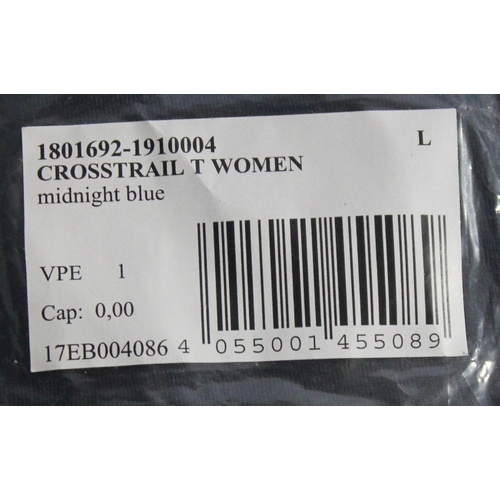 1801692-1910004 L
CROSSTRAIL T WOMEN
midnight blue
VPE 1
Cap: 0,00
17EB004086
4 055001 455089